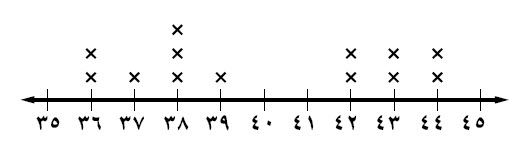 × 
× × × × ×
× × × × × × ×
٣٥ ٣٦ ٣٧ ٣٨ ٣٩ ٤٠ ٤١ ٤٢ ٤٣ ٤٤ ٤٥